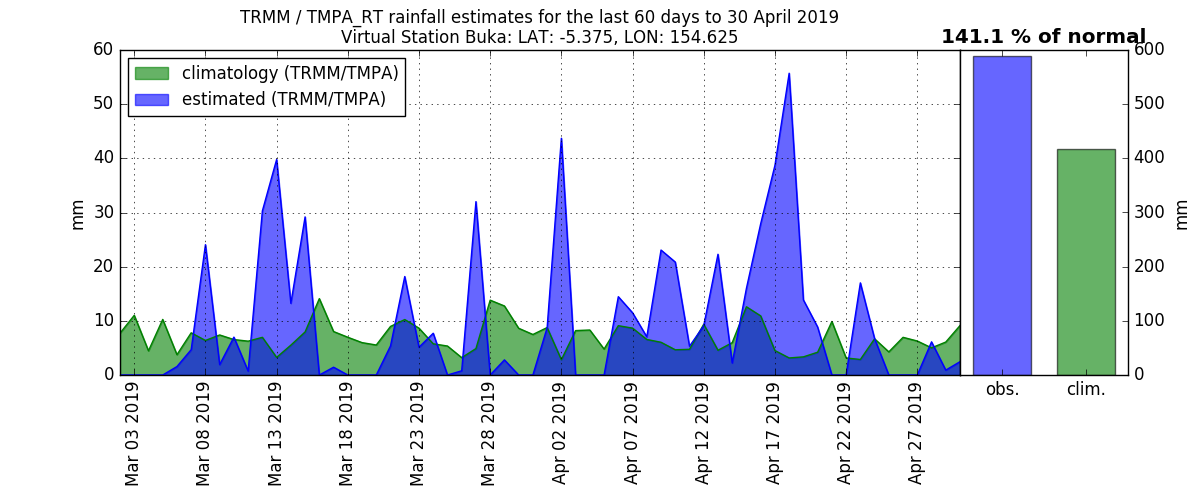 TRMM / TMPA_RT rainfall estimates for the last 60 days to 30 April 2019
Virtual Station Buka: LAT: -5.375, LON: 154.625
141.1 % of normal
climatology (TRMM/TMPA)
estimated (TRMM/TMPA)
60
50
40
30
20
10
0
mm
Mar 03 2019
Mar 08 2019
Mar 13 2019
Mar 18 2019
Mar 23 2019
Mar 28 2019
Apr 02 2019
Apr 07 2019
Apr 12 2019
Apr 17 2019
Apr 22 2019
Apr 27 2019
obs.
clim.
600
500
400
300
200
100
0
mm